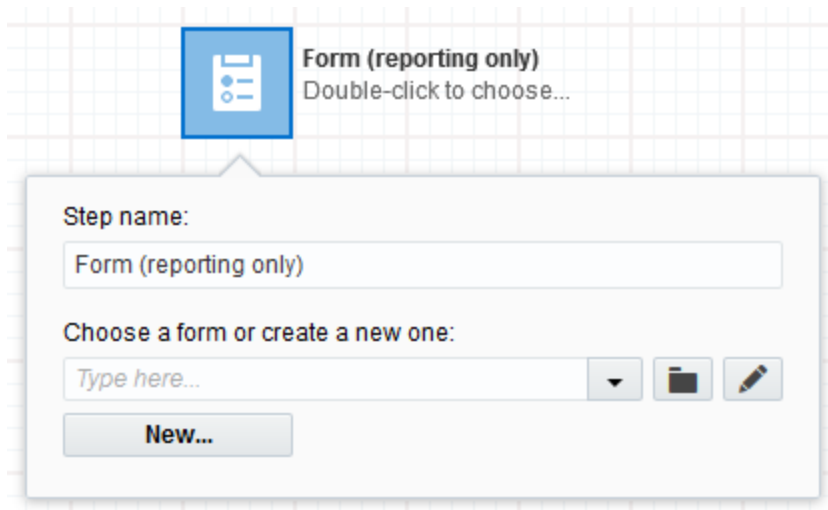 Form (reporting only)
Double-click to choose...
Step name:
Form (reporting only)
Choose a form or create a new one:
Type here...
New...